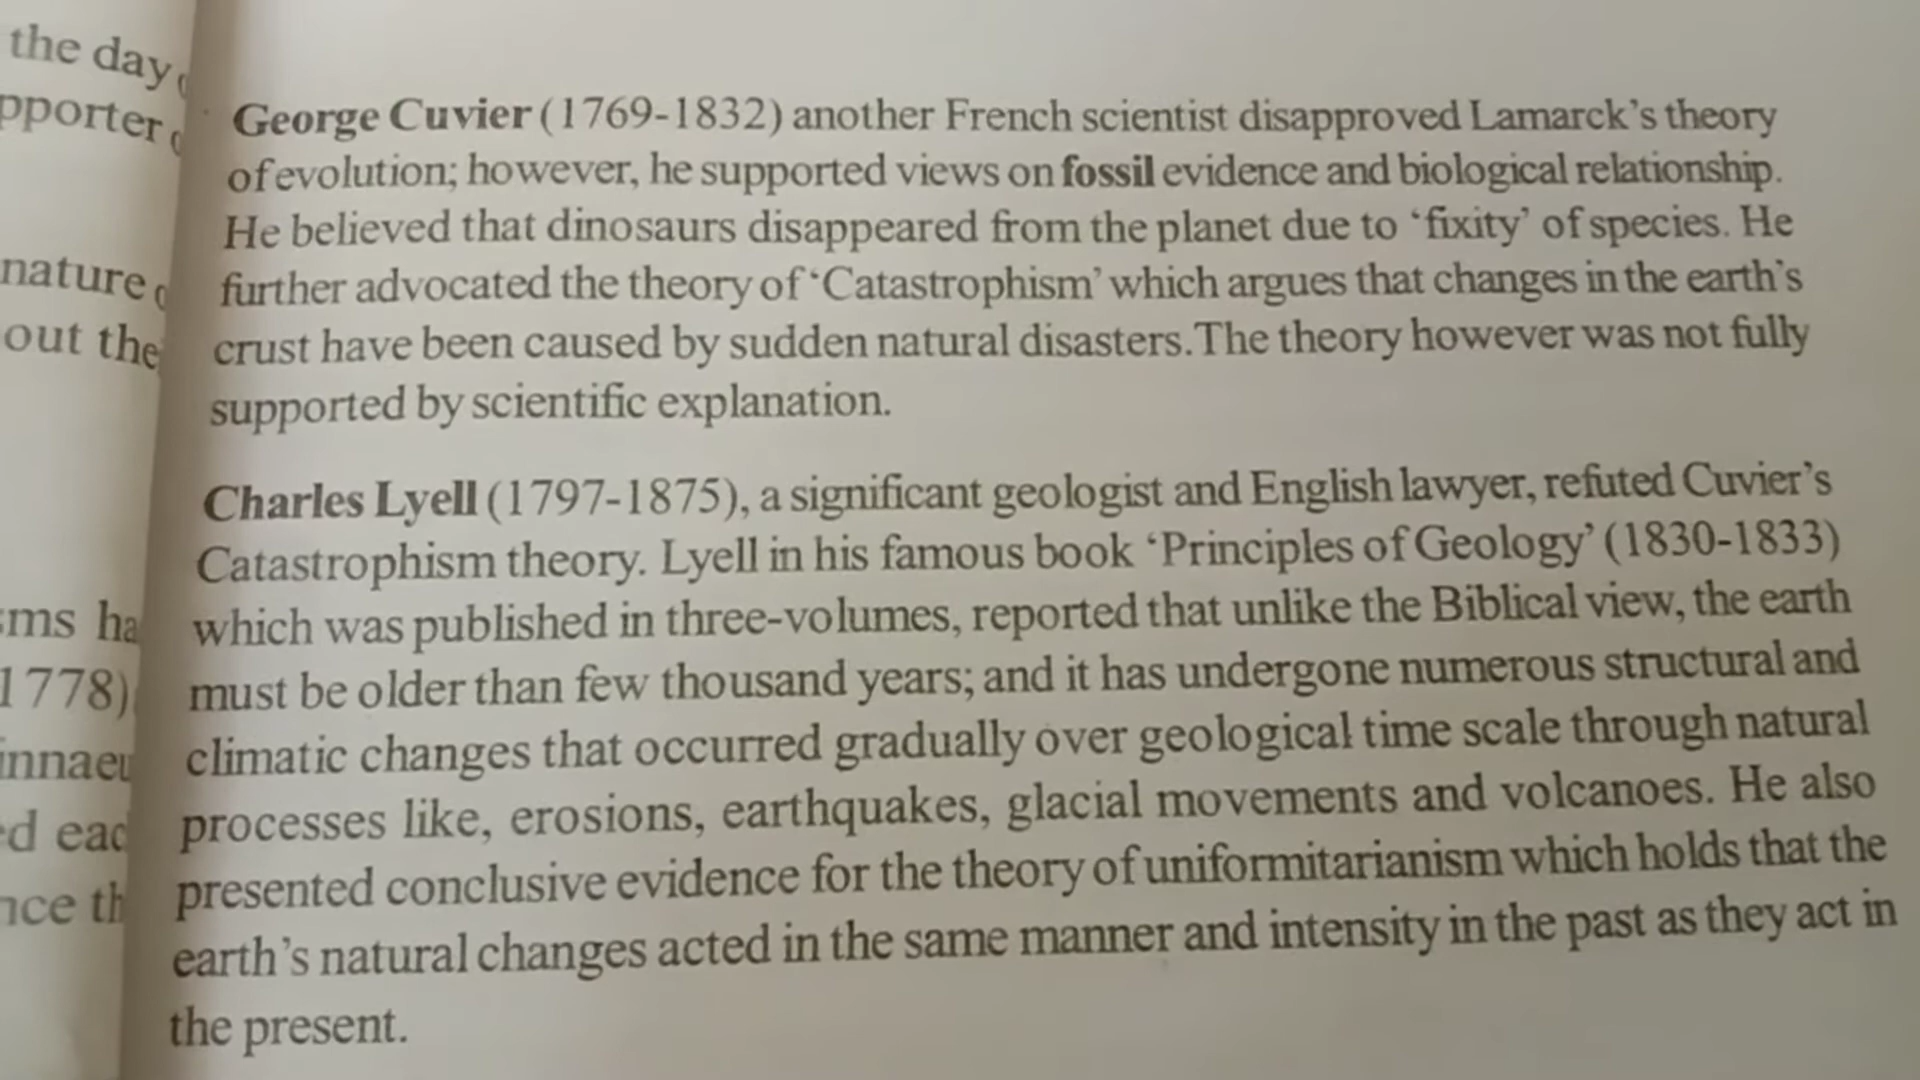 the day
pporter
nature
out the
ms ha
1778)
innaeu
d eac
nce th
George Cuvier (1769-1832) another French scientist disapproved Lamarck's theory
of evolution; however, he supported views on fossil evidence and biological relationship.
He believed that dinosaurs disappeared from the planet due to ‘fixity’ of species. He
further advocated the theory of ‘Catastrophism’ which argues that changes in the earth's
crust have been caused by sudden natural disasters. The theory however was not fully
supported by scientific explanation.
Charles Lyell (1797-1875), a significant geologist and English lawyer, refuted Cuvier's
Catastrophism theory. Lyell in his famous book ‘Principles of Geology’ (1830-1833)
which was published in three-volumes, reported that unlike the Biblical view, the earth
must be older than few thousand years; and it has undergone numerous structural and
climatic changes that occurred gradually over geological time scale through natural
processes like, erosions, earthquakes, glacial movements and volcanoes. He also
presented conclusive evidence for the theory of uniformitarianism which holds that the
earth's natural changes acted in the same manner and intensity in the past as they act in
the present.